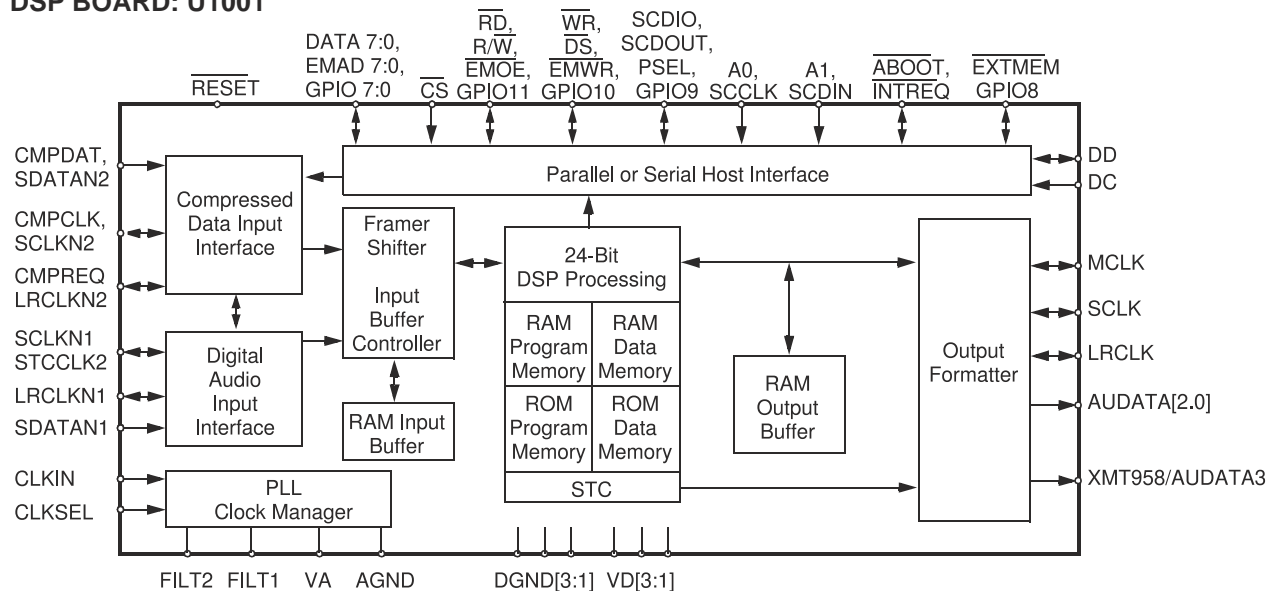 DSP BOARD: U1001
RD, WR, SCDIO,
DATA 7:0, R/W, DS, SCDOUT,
EMAD 7:0, EMOE, EMWR, PSEL, A0, A1, ABOOT, EXTMEM
RESET GPIO 7:0 CS GPIO11 GPIO10 GPIO9 SCCLK SCDIN INTREQ GPIO8
CMPDAT,
SDATAN2
CMPCLK,
SCLKN2
CMPREQ
LRCLKN2
SCLKN1
STCCLK2
LRCLKN1
SDATAN1
CLKIN
CLKSEL
Compressed
Data Input
Interface
Digital
Audio
Input
Interface
PLL
Clock Manager
Parallel or Serial Host Interface
Framer
Shifter
Input
Buffer
Controller
RAM Input
Buffer
24-Bit
DSP Processing
RAM
Program
Memory
RAM
Data
Memory
ROM
Program
Memory
ROM
Data
Memory
STC
RAM
Output
Buffer
Output
Formatter
DD
DC
MCLK
SCLK
LRCLK
AUDATA[2.0]
XMT958/AUDATA3
FILT2 FILT1 VA AGND DGND[3:1] VD[3:1]